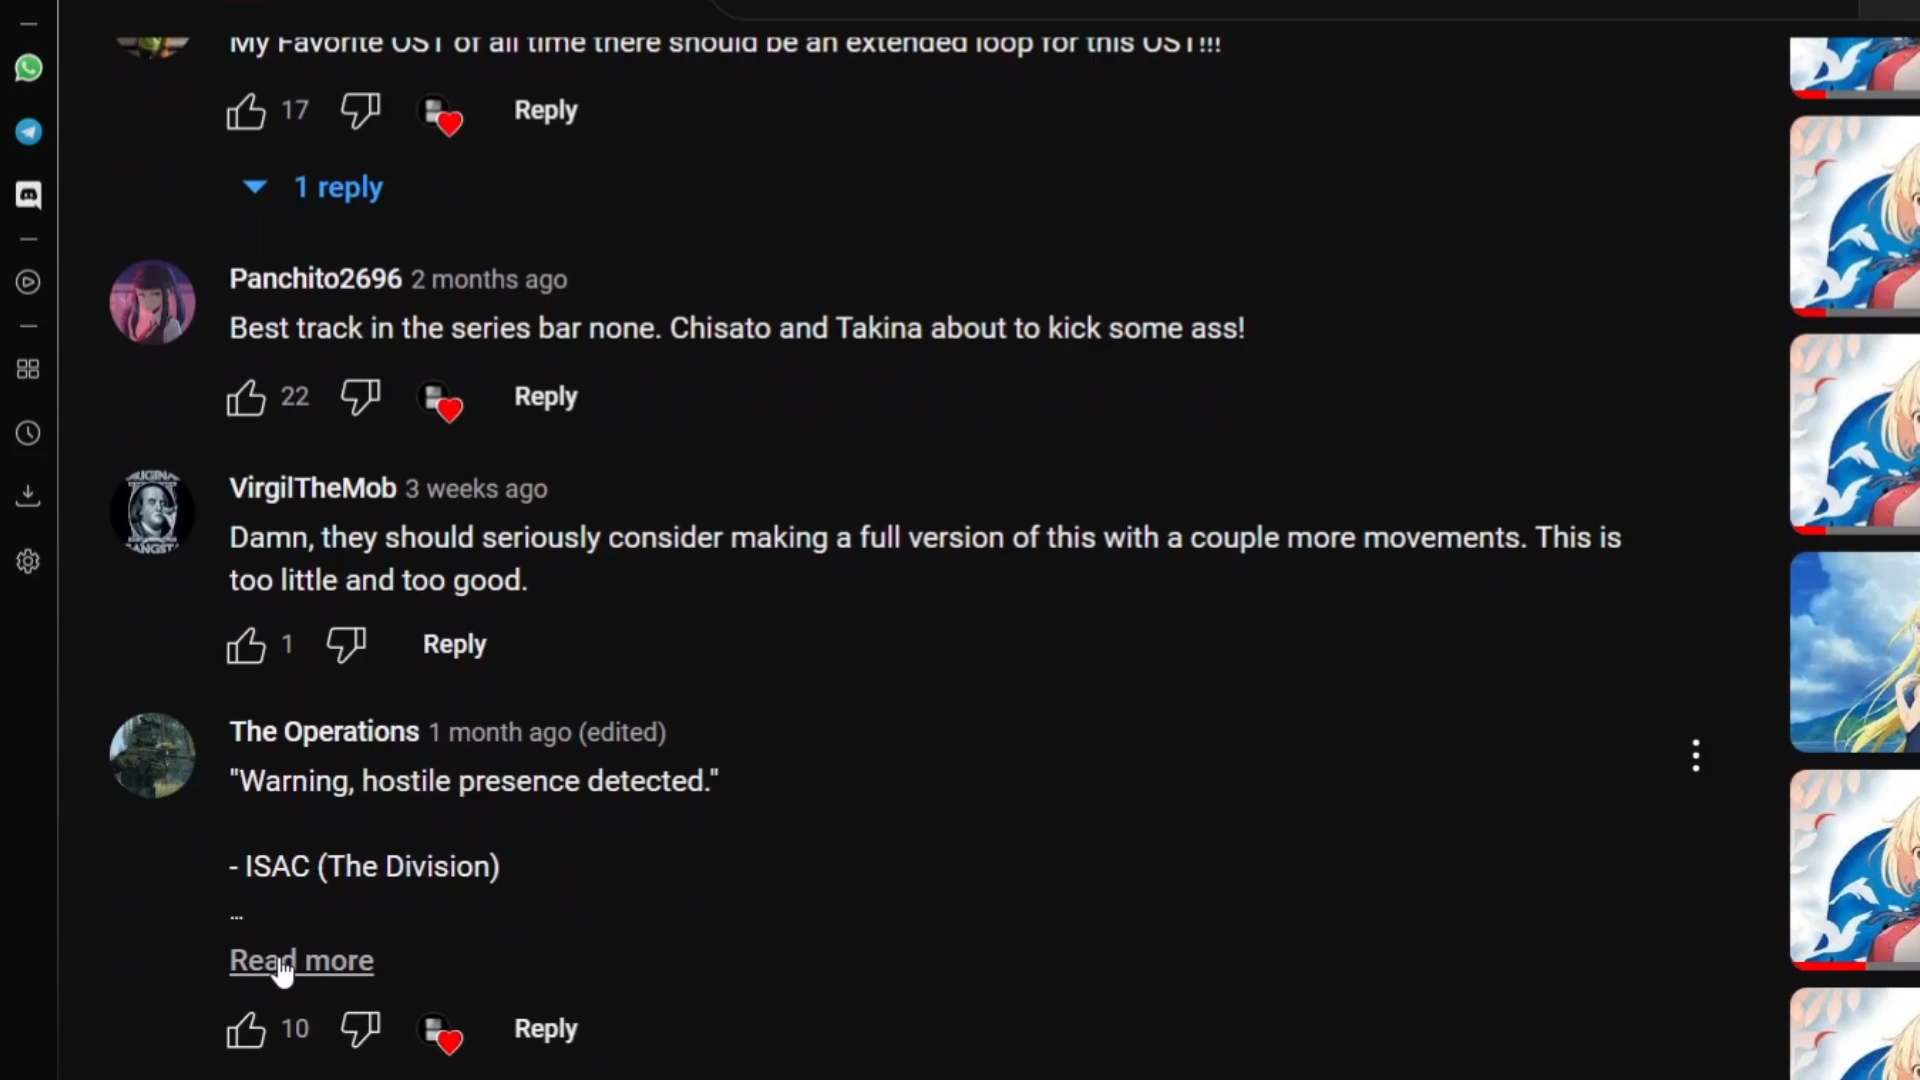 My Favorite OST of all time there should be an extended loop for this OST!!!
17 Reply
1 reply
Panchito2696 2 months ago
Best track in the series bar none. Chisato and Takina about to kick some ass!
22 Reply
VirgilTheMob 3 weeks ago
Damn, they should seriously consider making a full version of this with a couple more movements. This is
too little and too good.
1 Reply
The Operations 1 month ago (edited)
"Warning, hostile presence detected."
- ISAC (The Division)
...
Read more
10 Reply